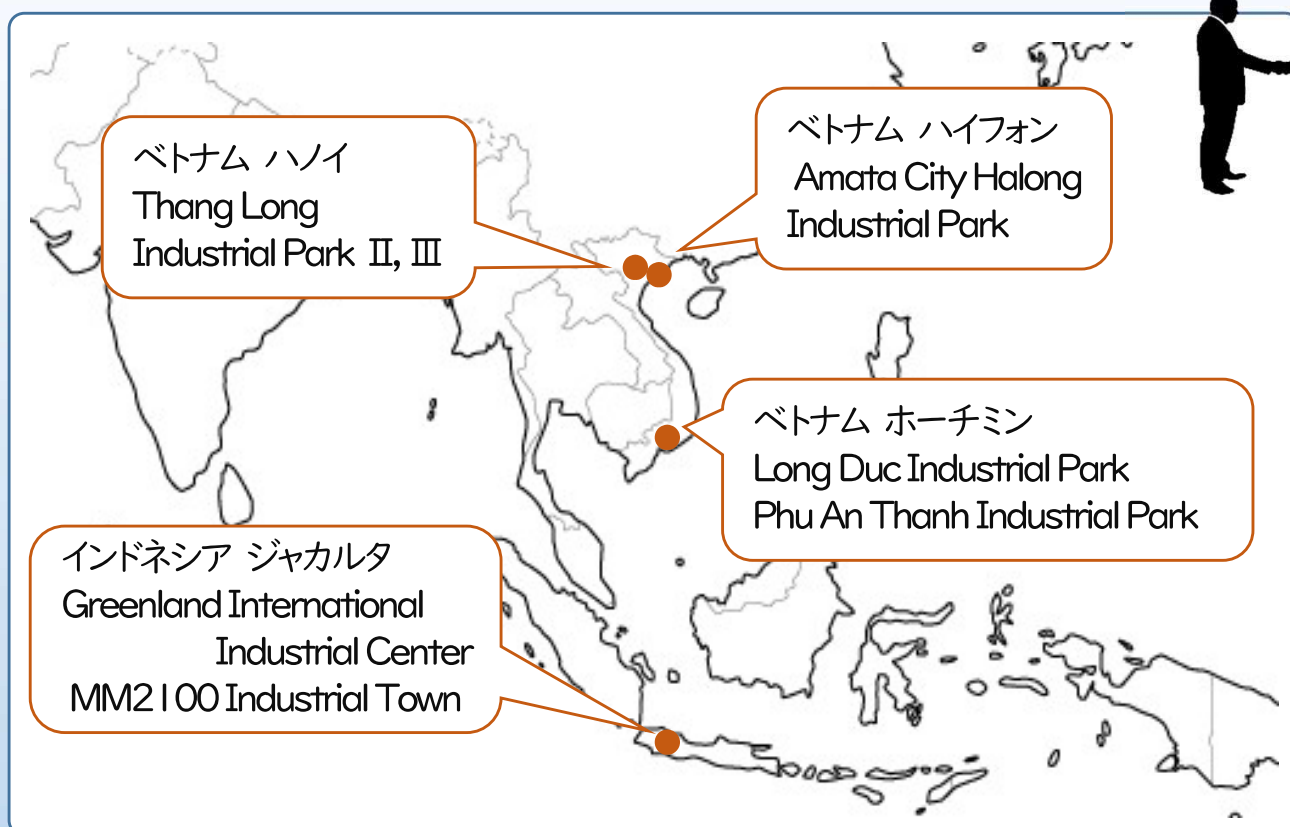 ベトナム ハノイ
Thang Long
Industrial Park Ⅱ, Ⅲ
ベトナム ハイフォン
Amata City Halong
Industrial Park
ベトナム ホーチミン
Long Duc Industrial Park
Phu An Thanh Industrial Park
インドネシア ジャカルタ
Greenland International
Industrial Center
MM2100 Industrial Town